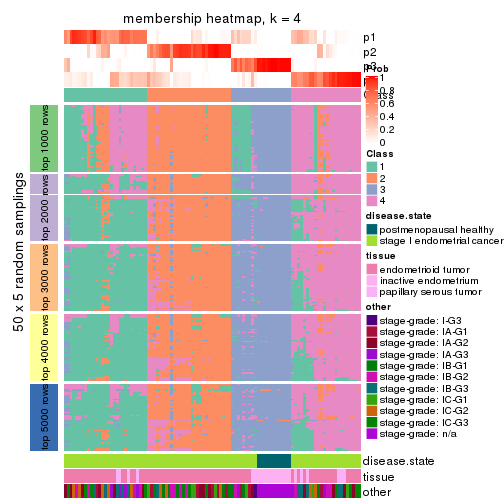 membership heatmap, k = 4
p1
p2
p3
Prob
1
0.8
0.6
0.4
0.2
0
Class
1
2
3
4
disease.state
postmenopausal healthy
stage I endometrial cancer
tissue
endometrioid tumor
inactive endometrium
papillary serous tumor
other
stage-grade: I-G3
stage-grade: IA-G1
stage-grade: IA-G2
stage-grade: IA-G3
stage-grade: IB-G1
stage-grade: IB-G2
stage-grade: IB-G3
stage-grade: IC-G1
stage-grade: IC-G2
stage-grade: IC-G3
stage-grade: n/a
50 x 5 random samplings
top 1000 rows
top 2000 rows
top 3000 rows
top 4000 rows
top 5000 rows
disease.state
tissue
other